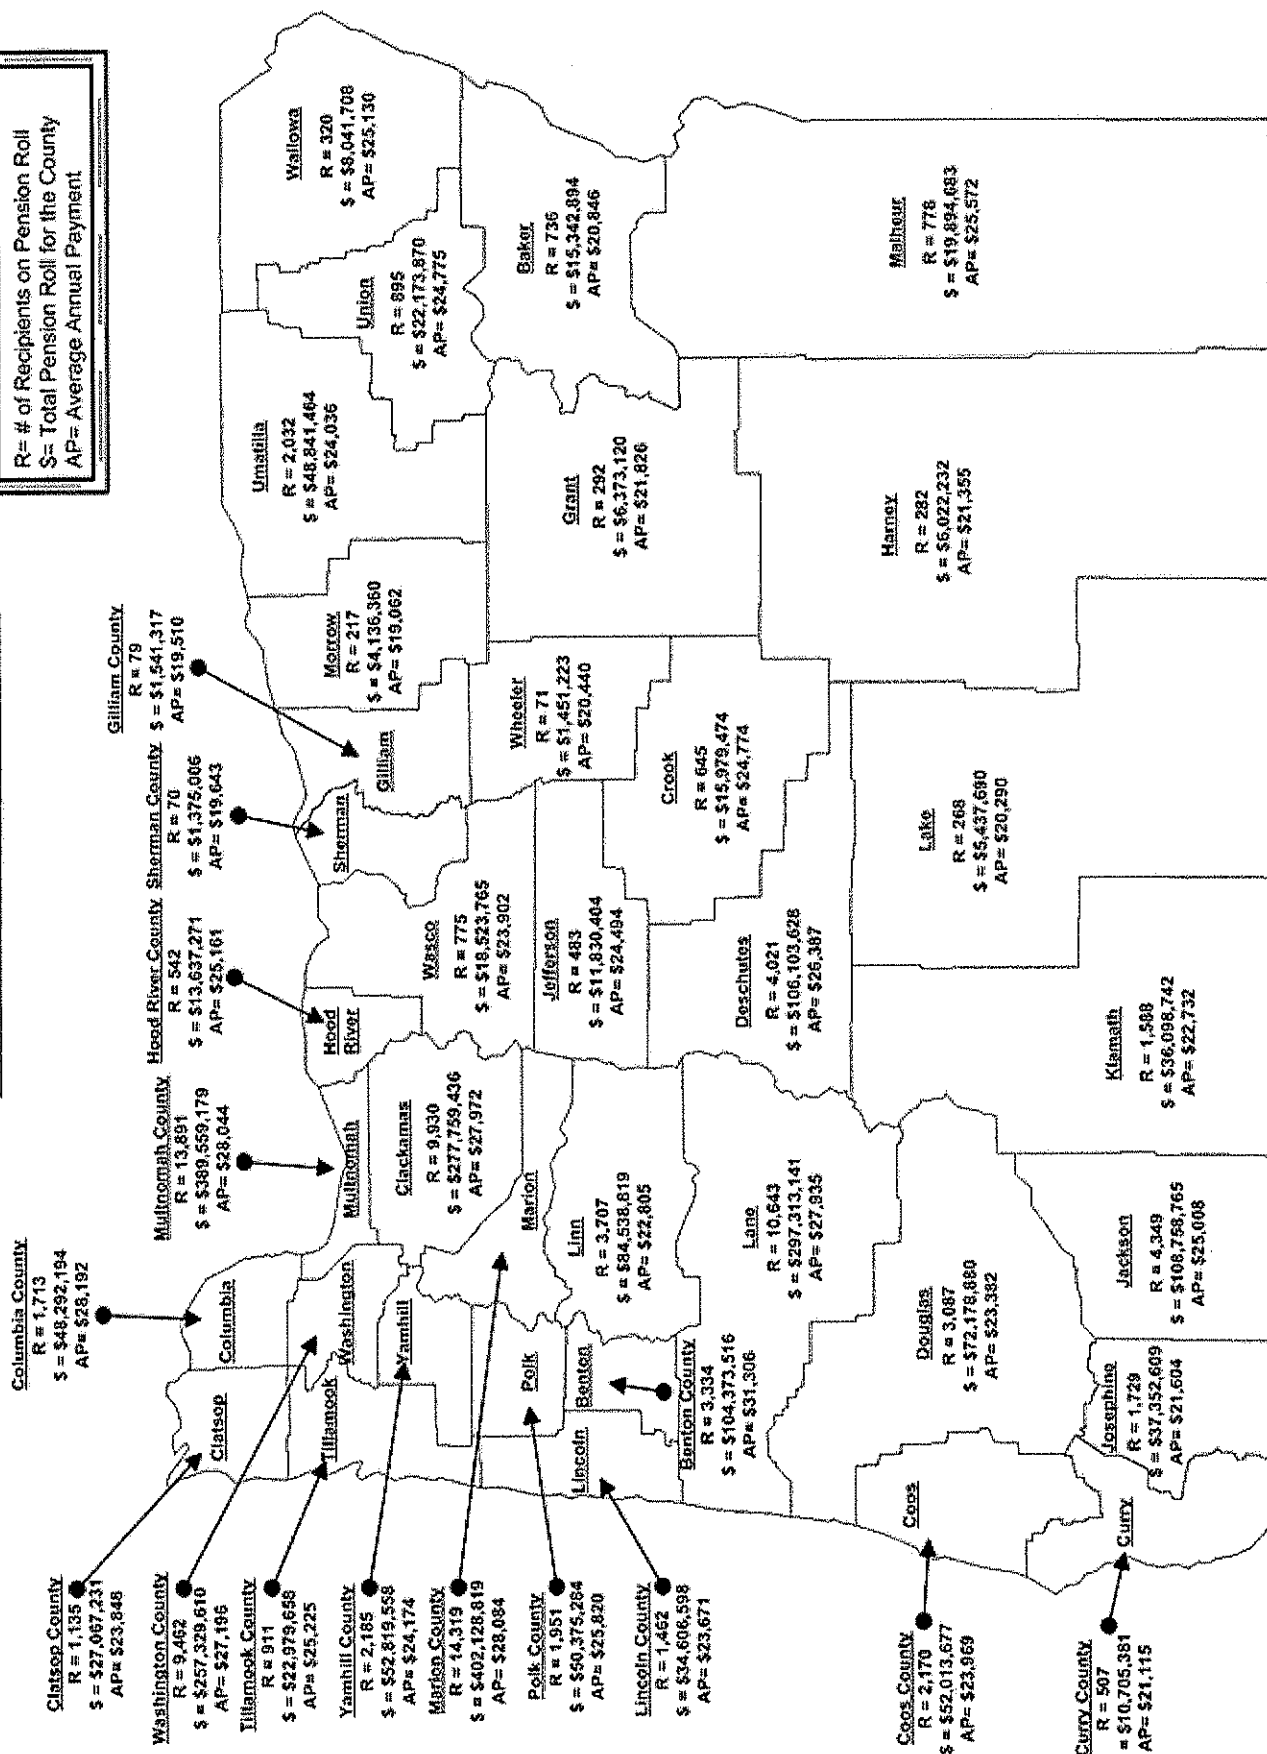 R= # of Recipients on Pension Roll
$= Total Pension Roll for the County
AP= Average Annual Payment
Columbia County
R = 1,713
$ = $48,292,194
AP= $28,192
Multnomah County
R = 13,891
$ = $389,559,179
AP= $28,044
Hood River County
R = 542
$ = $13,637,271
AP= $25,161
Sherman County
R = 70
$ = $1,375,006
AP= $19,643
Gilliam County
R = 79
$ = $1,541,317
AP= $19,510
Clatsop County
R = 1,135
$ = $27,067,231
AP= $23,848
Washington County
R = 9,462
$ = $257,329,610
AP= $27,196
Tillamook County
R = 911
$ = $22,979,658
AP= $25,225
Yamhill County
R = 2,185
$ = $52,819,558
AP= $24,174
Marion County
R = 14,319
$ = $402,128,819
AP= $28,084
Polk County
R = 1,951
$ = $50,375,264
AP= $25,820
Lincoln County
R = 1,462
$ = $34,606,598
AP= $23,671
Coos County
R = 2,170
$ = $52,013,677
AP= $23,969
Curry County
R = 507
= $10,705,381
AP= $21,115
Clatsop
Columbia
Tillamook
Washington
Yamhill
Multnomah
Clackamas
R = 9,930
$ = $277,759,436
AP= $27,972
Hood
River
Wasco
R = 775
$ = $18,523,765
AP= $23,902
Sherman
Gilliam
Morrow
R = 217
$ = $4,136,360
AP= $19,062
Umatilla
R = 2,032
$ = $48,841,464
AP= $24,036
Union
R = 895
$ = $22,173,870
AP= $24,775
Wallowa
R = 320
$ = $8,041,708
AP= $25,130
Polk
Marion
Lincoln
Benton
Benton County
R = 3,334
$ = $104,373,516
AP= $31,306
Linn
R = 3,707
$ = $84,538,819
AP= $22,805
Jefferson
R = 483
$ = $11,830,404
AP= $24,494
Wheeler
R = 71
$ = $1,451,223
AP= $20,440
Grant
R = 292
$ = $6,373,120
AP= $21,826
Baker
R = 736
$ = $15,342,894
AP= $20,846
Lane
R = 10,643
$ = $297,313,141
AP= $27,935
Deschutes
R = 4,021
$ = $106,103,628
AP= $26,387
Crook
R = 645
$ = $15,979,474
AP= $24,774
Coos
Douglas
R = 3,087
$ = $72,178,880
AP= $23,382
Lake
R = 268
$ = $5,437,690
AP= $20,290
Harney
R = 282
$ = $6,022,232
AP= $21,355
Malheur
R = 778
$ = $19,894,683
AP= $25,572
Curry
Josephine
R = 1,729
$ = $37,352,609
AP= $21,604
Jackson
R = 4,349
$ = $108,758,765
AP= $25,008
Klamath
R = 1,588
$ = $36,098,742
AP= $22,732